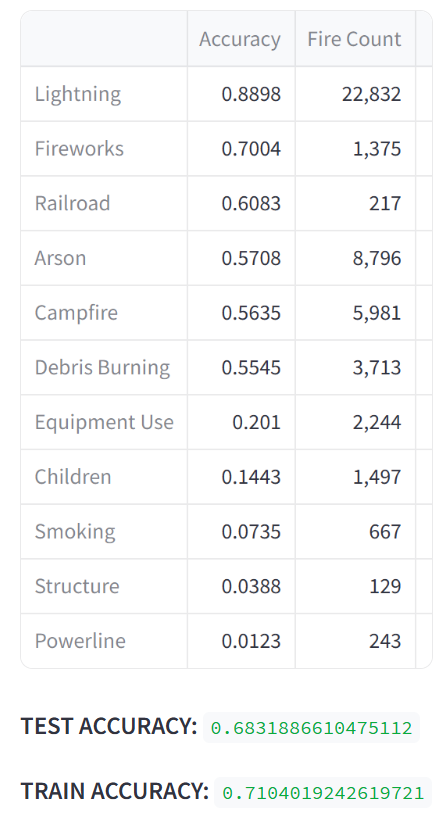 Accuracy Fire Count
Lightning 0.8898 22,832
Fireworks 0.7004 1,375
Railroad 0.6083 217
Arson 0.5708 8,796
Campfire 0.5635 5,981
Debris Burning 0.5545 3,713
Equipment Use 0.201 2,244
Children 0.1443 1,497
Smoking 0.0735 667
Structure 0.0388 129
Powerline 0.0123 243
TEST ACCURACY: 0.6831886610475112
TRAIN ACCURACY: 0.7104019242619721